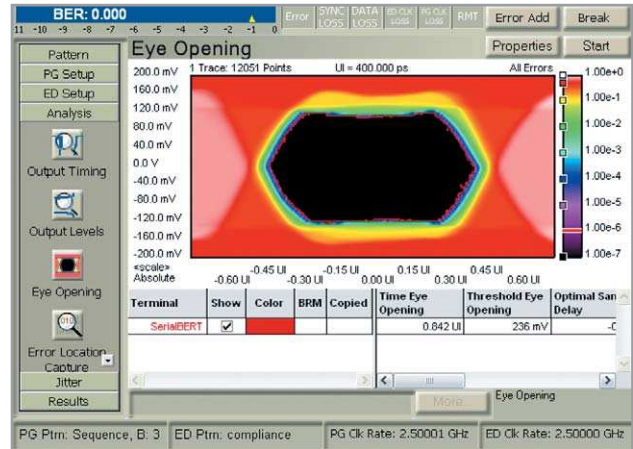 BER: 0.000
11 -10 -9 -8 -7 -6 -5 -4 -3 -2 -1 0
Error
SYNC LOSS
DATA LOSS
ED CLK LOSS
PG CLK LOSS
RMT
Error Add
Break
Pattern
PG Setup
ED Setup
Analysis
Output Timing
Output Levels
Eye Opening
Error Location Capture
Jitter
Results
Eye Opening
Properties
Start
1 Trace: 12051 Points
UI = 400.000 ps
All Errors
200.0 mV
160.0 mV
120.0 mV
80.0 mV
40.0 mV
0.0 V
-40.0 mV
-80.0 mV
-120.0 mV
-160.0 mV
-200.0 mV
1.00e+0
1.00e-1
1.00e-2
1.00e-3
1.00e-4
1.00e-5
1.00e-6
1.00e-7
«scale»
Absolute
-0.60 UI
-0.45 UI
-0.30 UI
-0.15 UI
0.00 UI
0.15 UI
0.30 UI
0.45 UI
0.60 UI
Terminal Show Color BRM Copied Time Eye Opening Threshold Eye Opening Optimal San Delay
SerialBERT 0.842 UI 236 mV -0
More...
Eye Opening
PG Ptrn: Sequence, B: 3
ED Ptrn: compliance
PG Clk Rate: 2.50001 GHz
ED Clk Rate: 2.50000 GHz